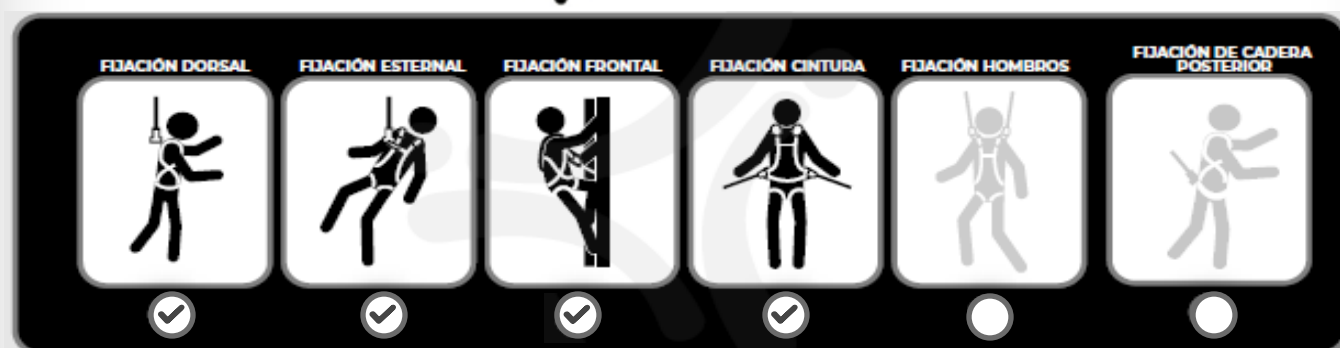 FIJACIÓN DORSAL
FIJACIÓN ESTERNAL
FIJACIÓN FRONTAL
FIJACIÓN CINTURA
FIJACIÓN HOMBROS
FIJACIÓN DE CADERA
POSTERIOR